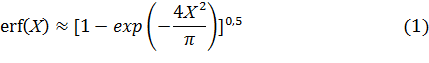 erf(X) ≈ [1 − exp(−4X²/π)]^0,5 (1)